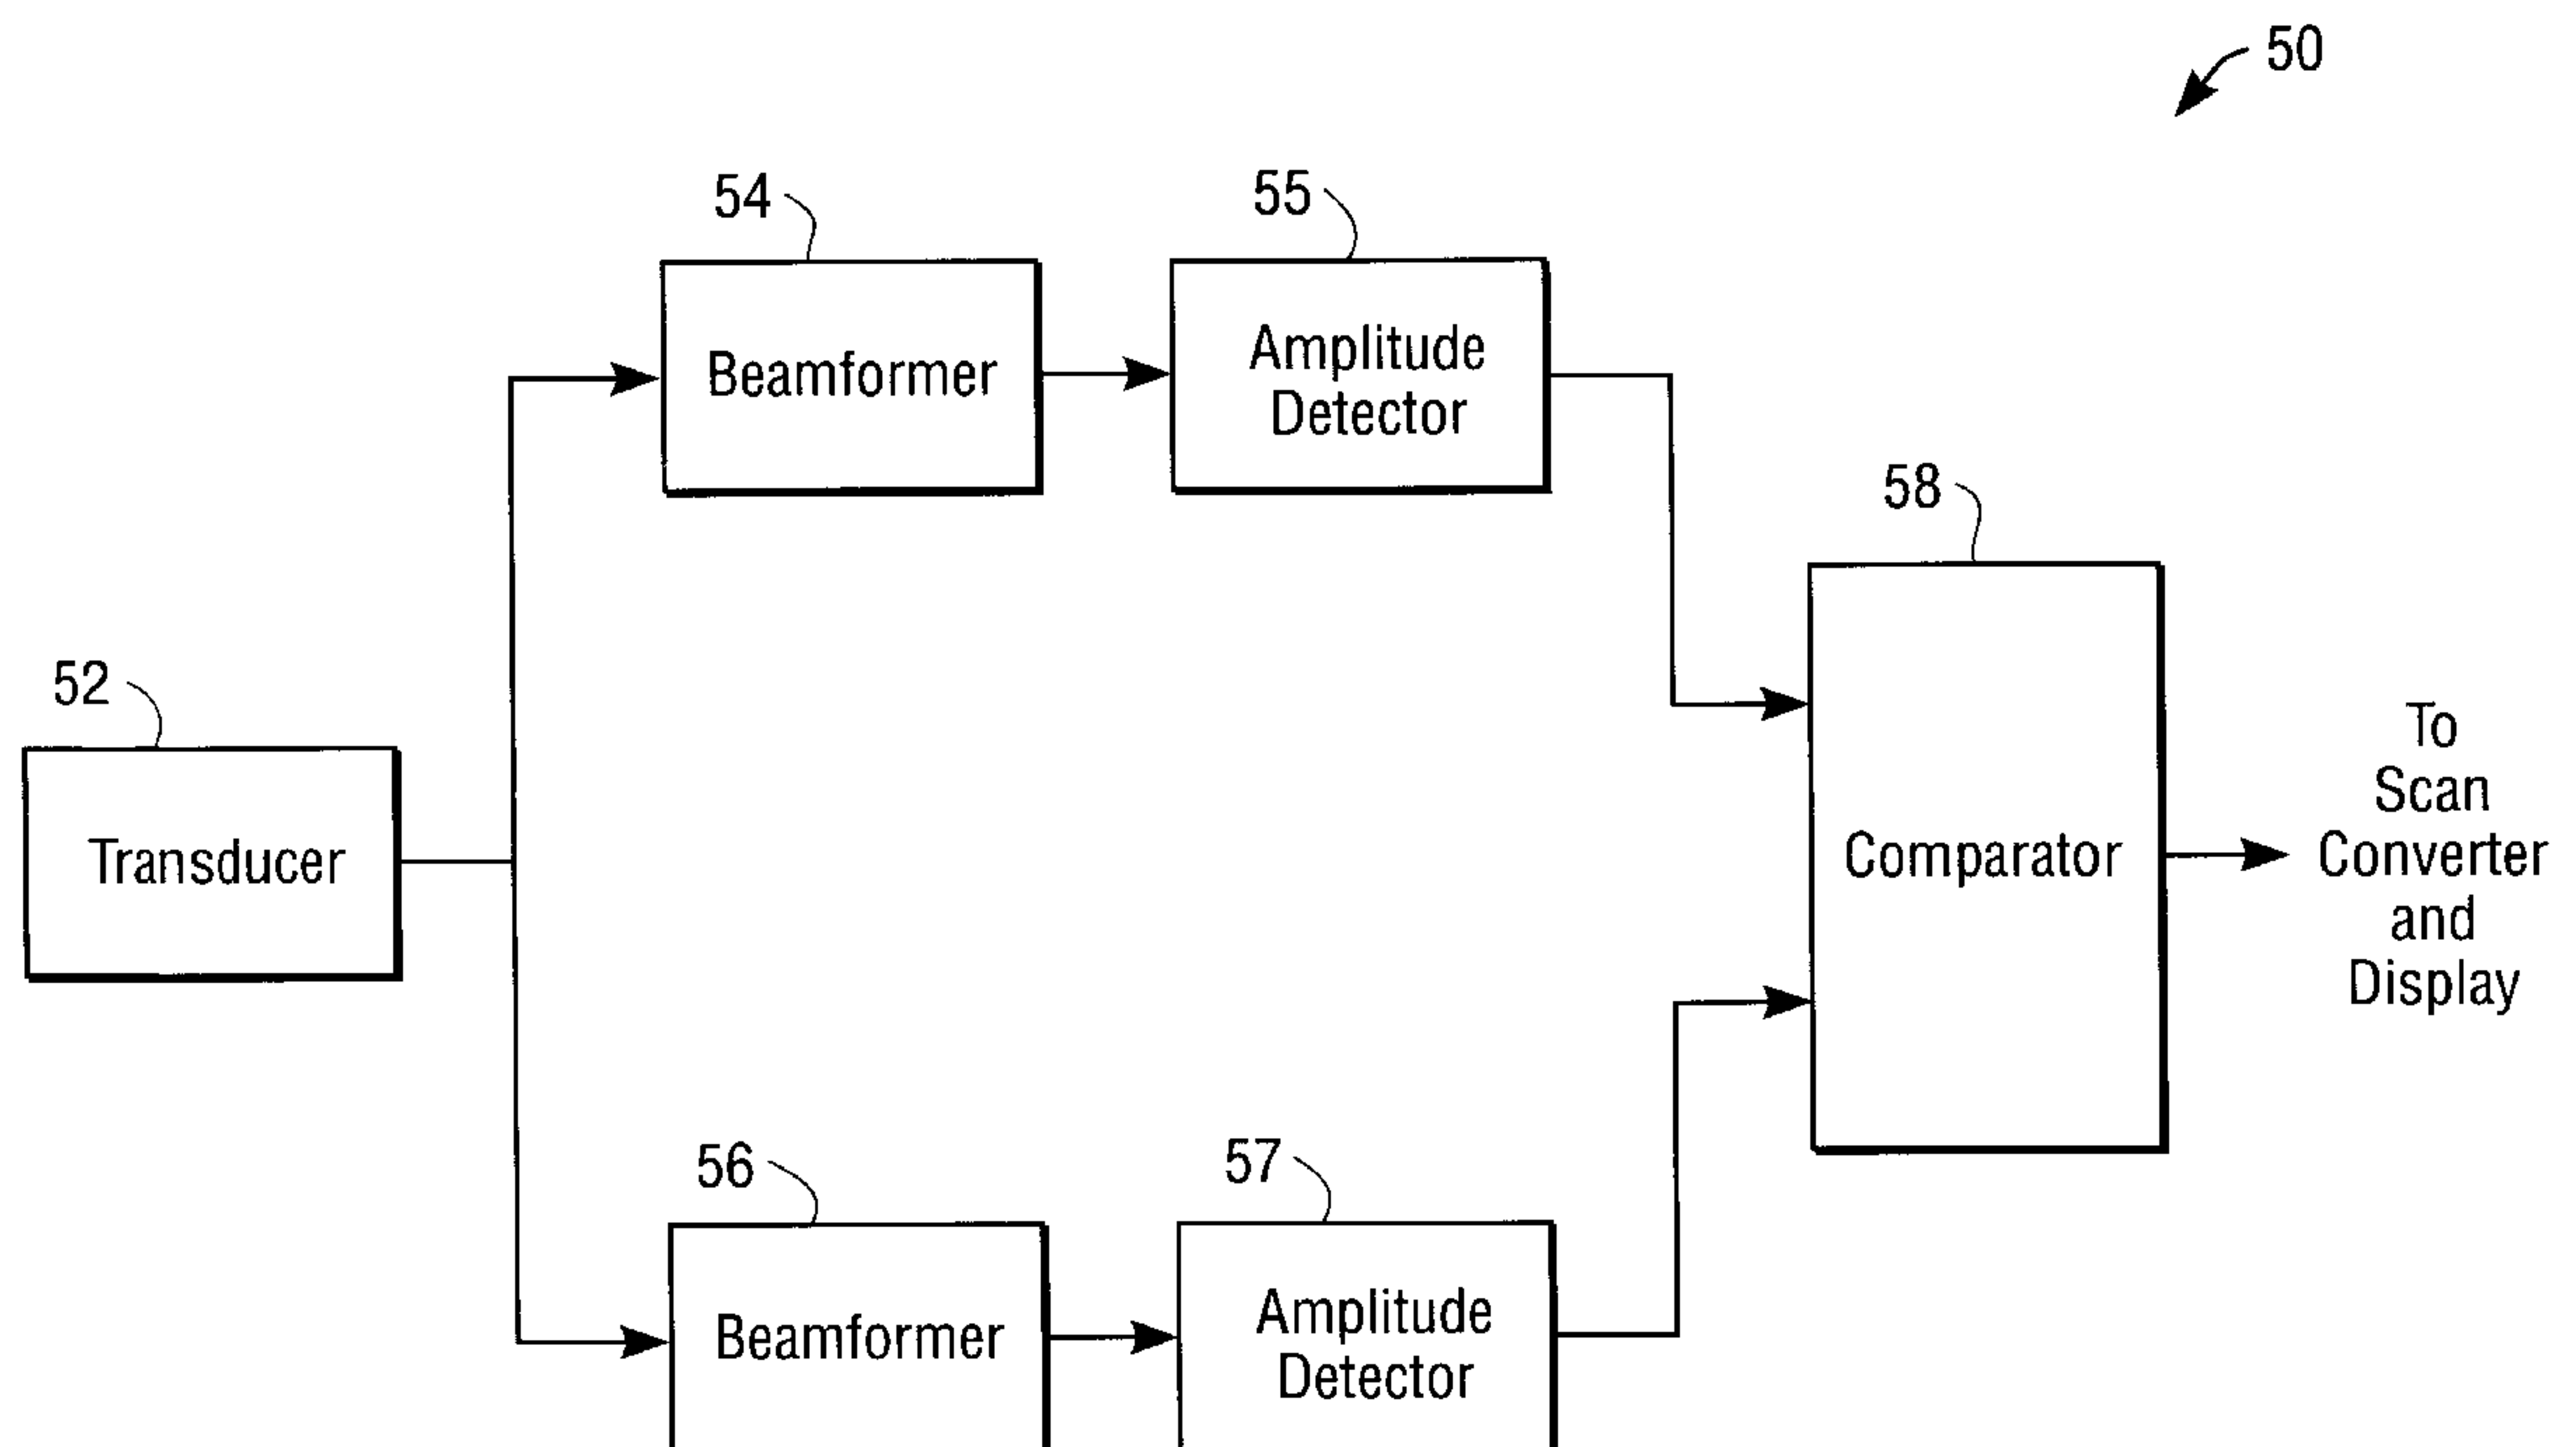 50
54
55
Beamformer
Amplitude
Detector
58
52
Transducer
Comparator
To
Scan
Converter
and
Display
56
57
Beamformer
Amplitude
Detector